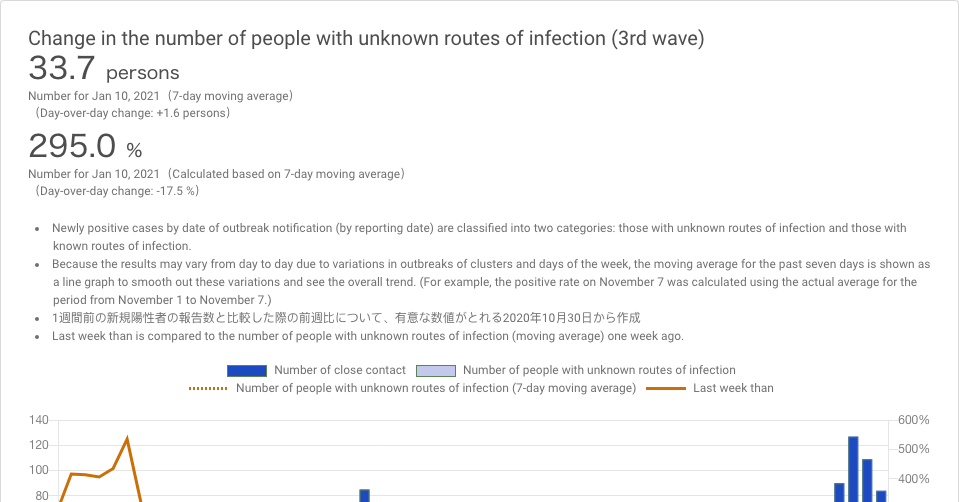 Change in the number of people with unknown routes of infection (3rd wave)
33.7 persons
Number for Jan 10, 2021（7-day moving average）
（Day-over-day change: +1.6 persons）
295.0 %
Number for Jan 10, 2021（Calculated based on 7-day moving average）
（Day-over-day change: -17.5 %）
• Newly positive cases by date of outbreak notification (by reporting date) are classified into two categories: those with unknown routes of infection and those with
known routes of infection.
• Because the results may vary from day to day due to variations in outbreaks of clusters and days of the week, the moving average for the past seven days is shown as
a line graph to smooth out these variations and see the overall trend. (For example, the positive rate on November 7 was calculated using the actual average for the
period from November 1 to November 7.)
• 1週間前の新規陽性者の報告数と比較した際の前週比について、有意な数値がとれる2020年10月30日から作成
• Last week than is compared to the number of people with unknown routes of infection (moving average) one week ago.
Number of close contact Number of people with unknown routes of infection
Number of people with unknown routes of infection (7-day moving average) Last week than
140 600%
120 500%
100 400%
80